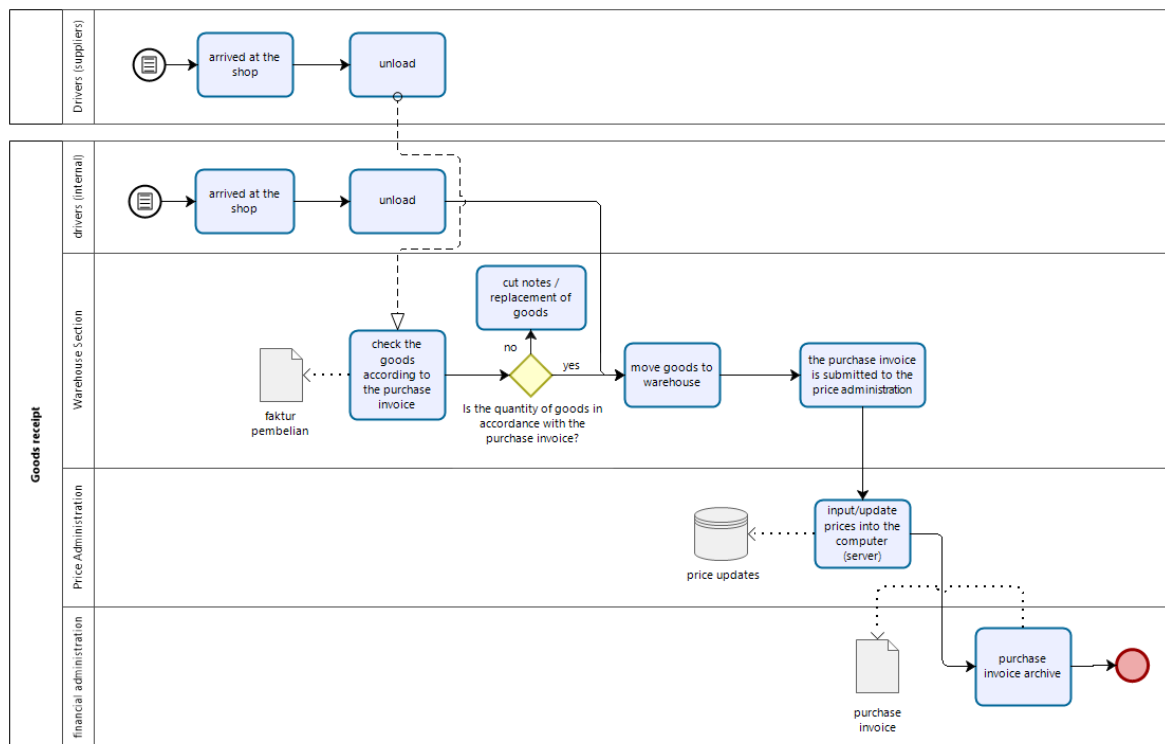 Drivers (suppliers)
arrived at the
shop
unload
Goods receipt
drivers (internal)
arrived at the
shop
unload
Warehouse Section
cut notes /
replacement of
goods
no
yes
check the
goods
according to
the purchase
invoice
faktur
pembelian
Is the quantity of goods in
accordance with the
purchase invoice?
move goods to
warehouse
the purchase invoice
is submitted to the
price administration
Price Administration
price updates
input/update
prices into the
computer
(server)
financial administration
purchase
invoice
purchase
invoice archive